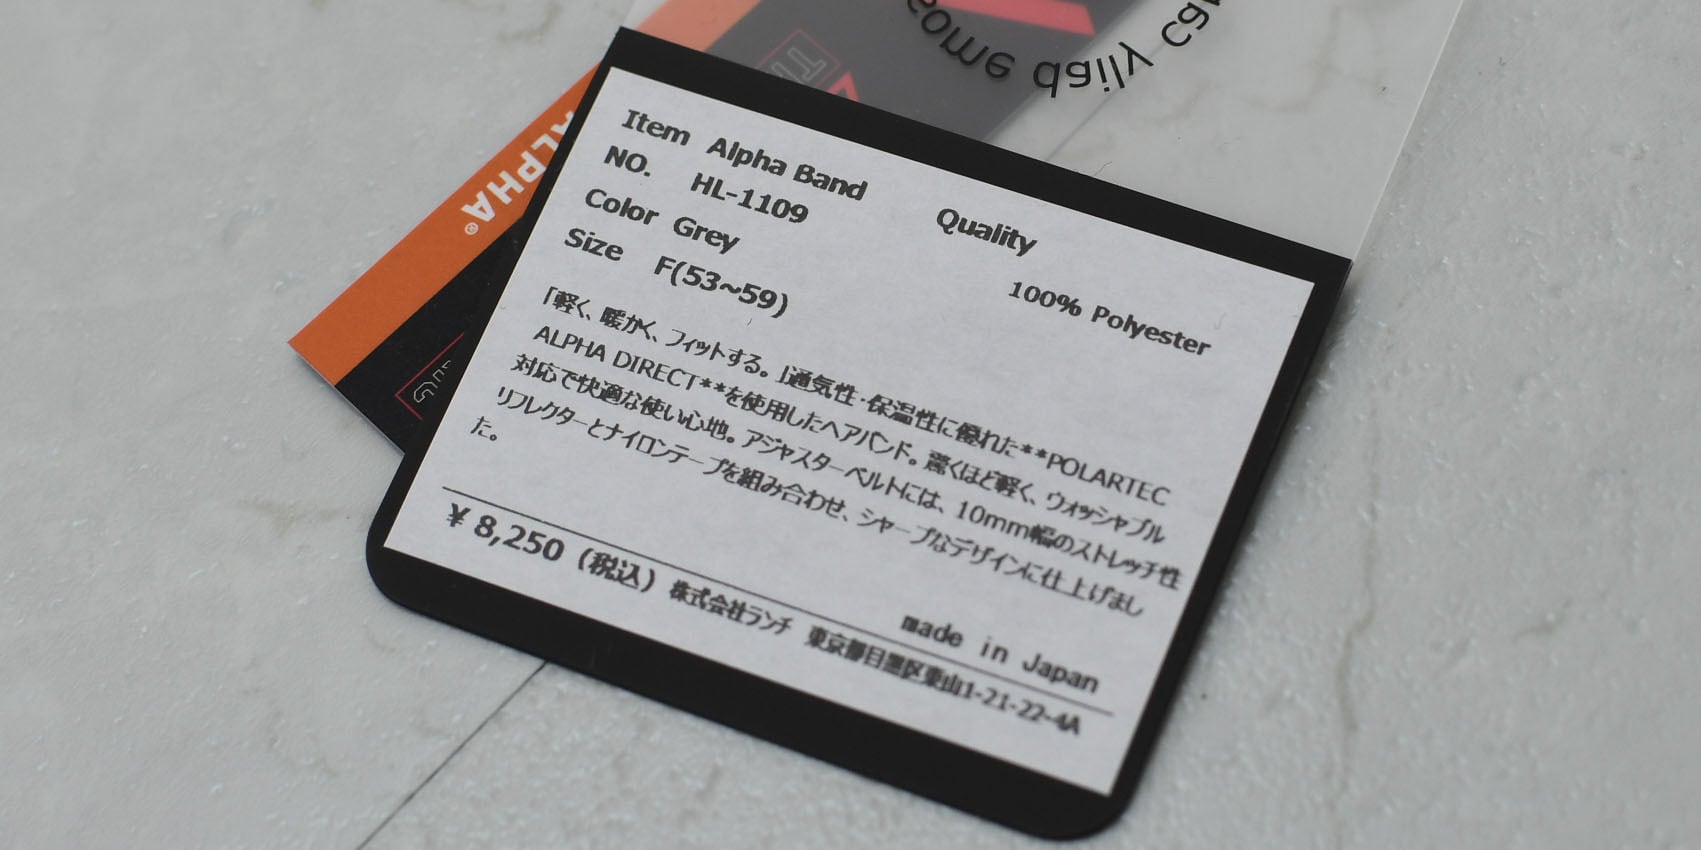 some daily car
ALPHA®
Item Alpha Band
NO. HL-1109
Color Grey
Size F(53~59)
Quality
100% Polyester
「軽く、暖かく、フィットする。」通気性・保温性に優れた**POLARTEC
ALPHA DIRECT**を使用したヘアバンド。驚くほど軽く、ウォッシャブル
対応で快適な使い心地。アジャスターベルトには、10mm幅のストレッチ性
リフレクターとナイロンテープを組み合わせ、シャープなデザインに仕上げまし
た。
made in Japan
¥ 8,250（税込）株式会社ランチ 東京都目黒区東山1-21-22-4A